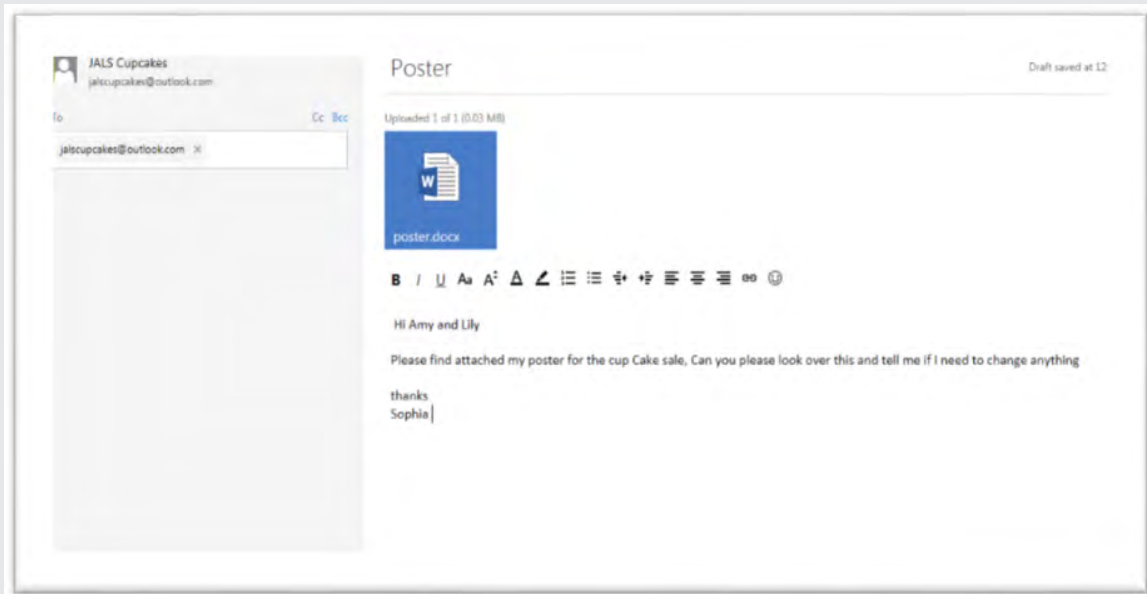 JALS Cupcakes
jalscupcakes@outlook.com
To
Cc Bcc
jalscupcakes@outlook.com ×
Poster
Draft saved at 12:
Uploaded 1 of 1 (0.03 MB)
W
poster.docx
B I U Aa A A
Hi Amy and Lily
Please find attached my poster for the cup Cake sale, Can you please look over this and tell me if I need to change anything
thanks
Sophia